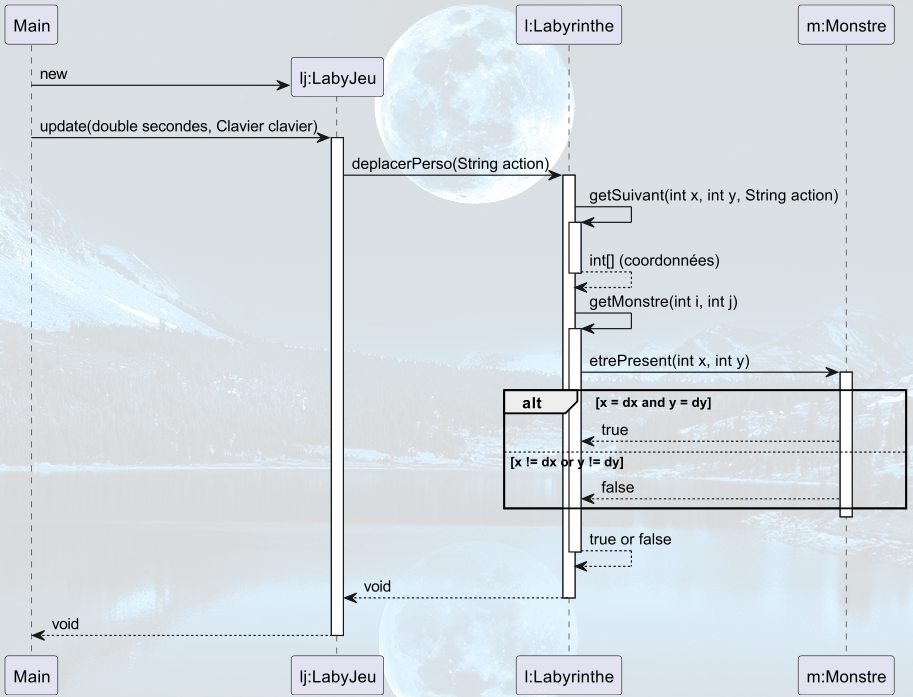 Main
l:Labyrinthe
m:Monstre
new
lj:LabyJeu
update(double secondes, Clavier clavier)
deplacerPerso(String action)
getSuivant(int x, int y, String action)
int[] (coordonnées)
getMonstre(int i, int j)
etrePresent(int x, int y)
alt
[x = dx and y = dy]
true
[x != dx or y != dy]
false
true or false
void
void
Main
lj:LabyJeu
l:Labyrinthe
m:Monstre